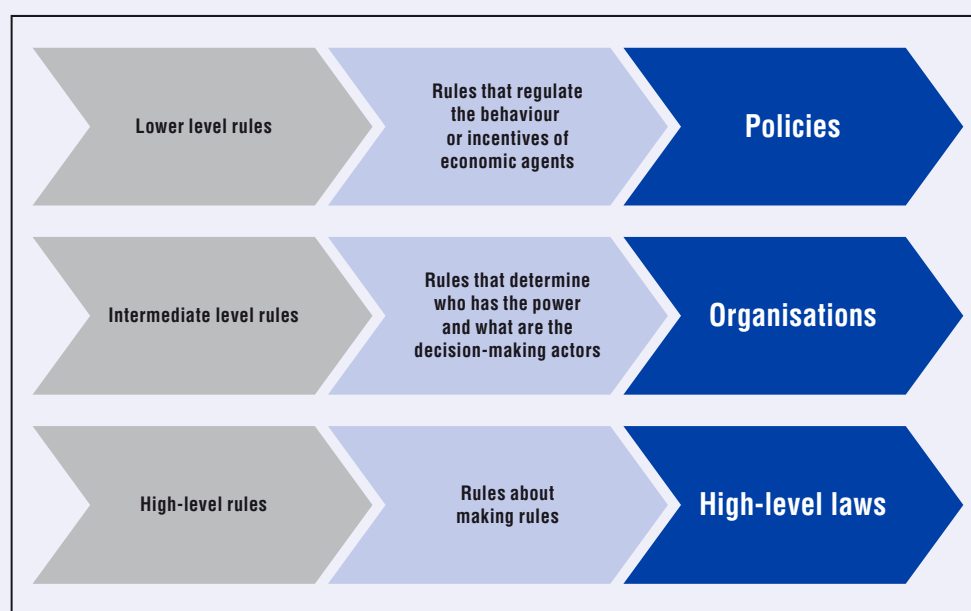 Lower level rules
Rules that regulate
the behaviour
or incentives of
economic agents
Policies
Intermediate level rules
Rules that determine
who has the power
and what are the
decision-making actors
Organisations
High-level rules
Rules about
making rules
High-level laws